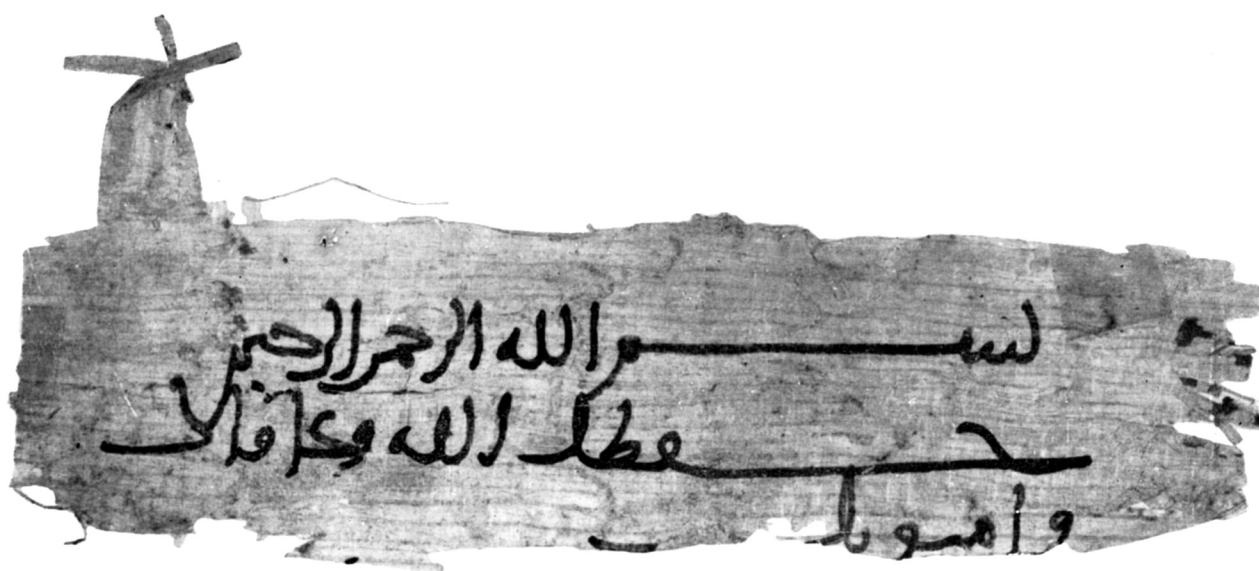 بسم الله الرحمن الرحيم
حفظك الله وعافاك
وامتع بك